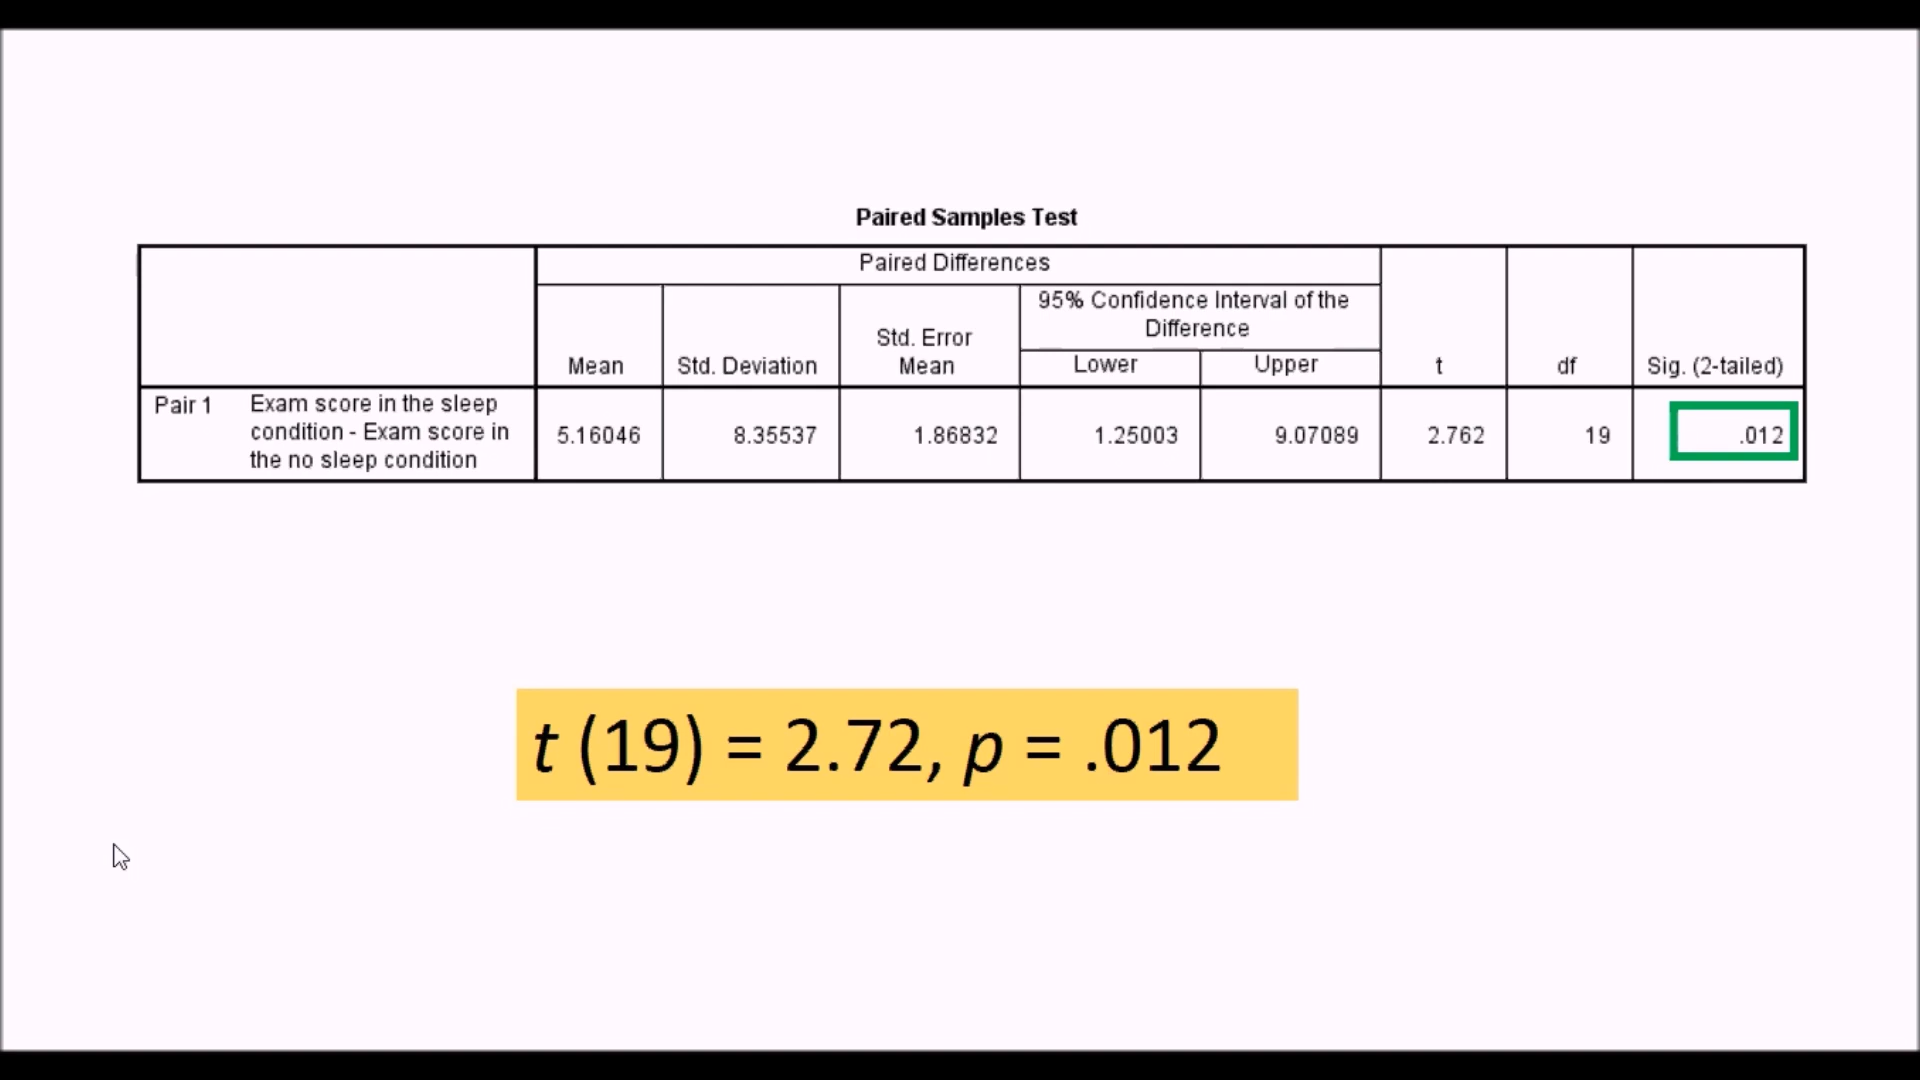 Paired Samples Test
Paired Differences
95% Confidence Interval of the
Difference
Mean Std. Deviation Std. Error
Mean Lower Upper t df Sig. (2-tailed)
Pair 1 Exam score in the sleep
condition - Exam score in
the no sleep condition 5.16046 8.35537 1.86832 1.25003 9.07089 2.762 19 .012
t (19) = 2.72, p = .012